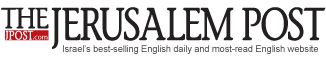 THE JERUSALEM POST
JPOST.com
Israel's best-selling English daily and most-read English website